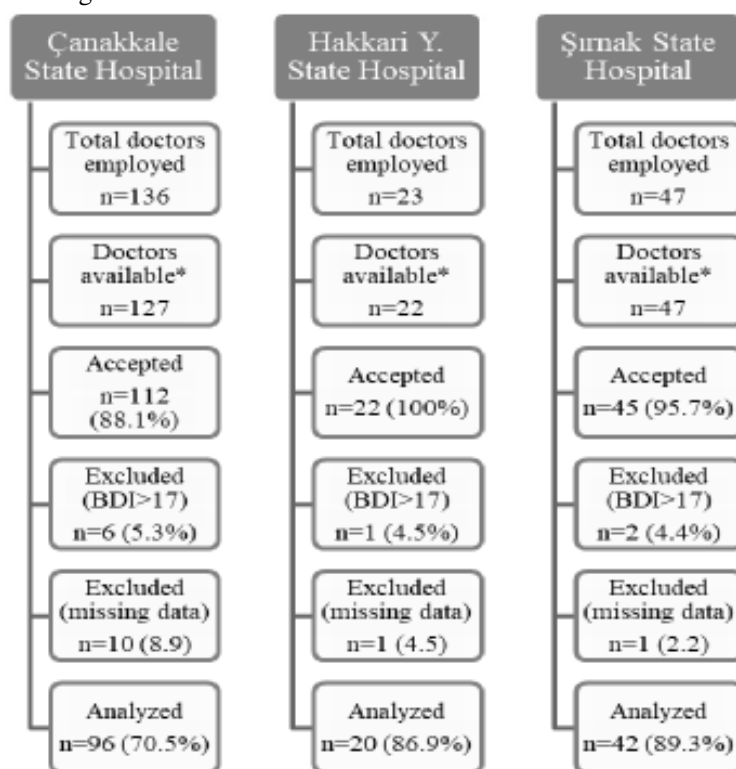 Çanakkale
State Hospital
Total doctors
employed
n=136
Doctors
available*
n=127
Accepted
n=112
(88.1%)
Excluded
(BDI>17)
n=6 (5.3%)
Excluded
(missing data)
n=10 (8.9)
Analyzed
n=96 (70.5%)
Hakkari Y.
State Hospital
Total doctors
employed
n=23
Doctors
available*
n=22
Accepted
n=22 (100%)
Excluded
(BDI>17)
n=1 (4.5%)
Excluded
(missing data)
n=1 (4.5)
Analyzed
n=20 (86.9%)
Şırnak State
Hospital
Total doctors
employed
n=47
Doctors
available*
n=47
Accepted
n=45 (95.7%)
Excluded
(BDI>17)
n=2 (4.4%)
Excluded
(missing data)
n=1 (2.2)
Analyzed
n=42 (89.3%)